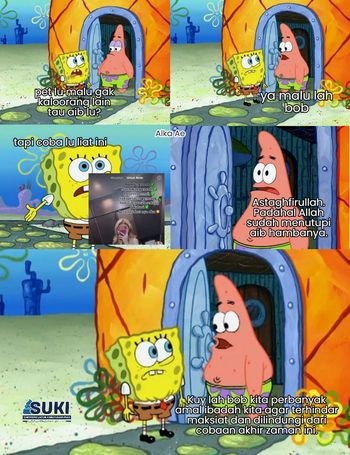 pet lu malu gak
kaloorang lain
tau aib lu?
ya malu lah
bob
Alka Ae
tapi coba lu liat ini
Astaghfirullah.
Padahal Allah
sudah menutupi
aib hambanya.
Kuy lah bob kita perbanyak
amal ibadah kita agar terhindar
maksiat dan dilindungi dari
cobaan akhir zaman ini.
SUKI